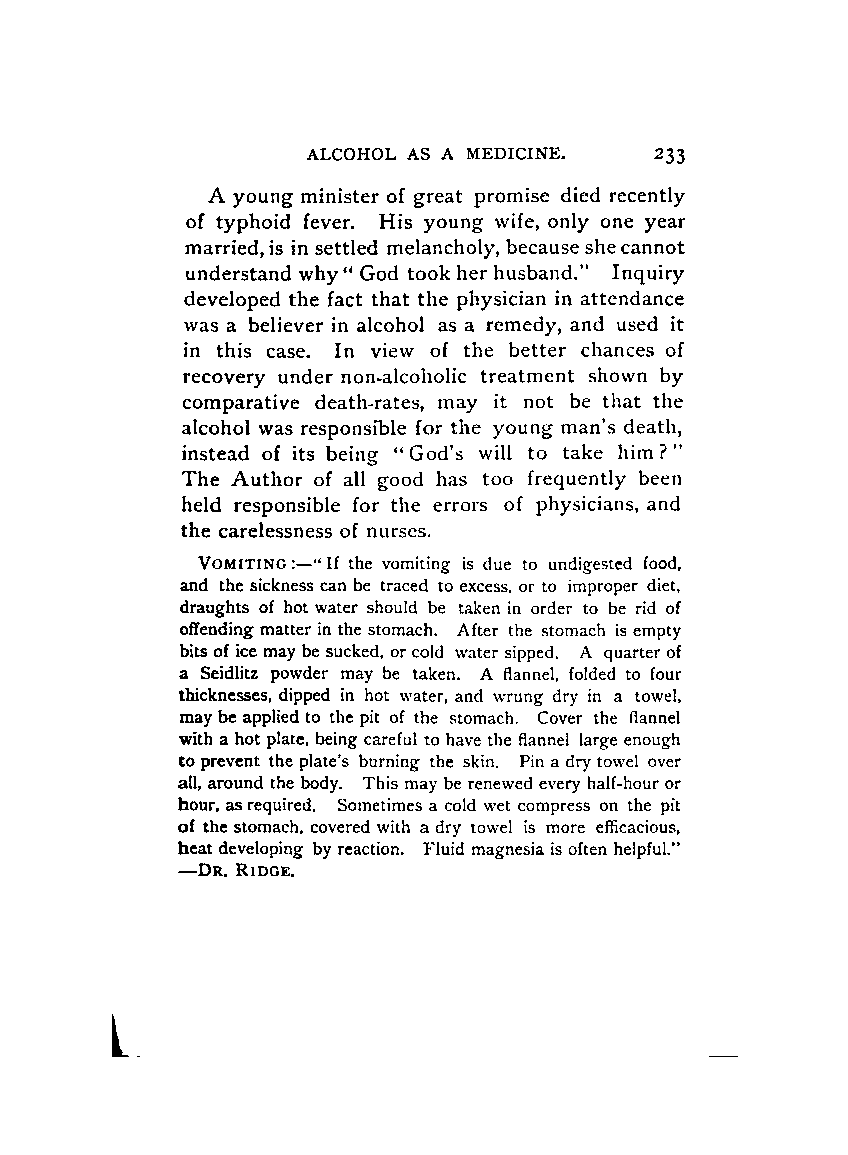 ALCOHOL AS A MEDICINE. 233
A young minister of great promise died recently
of typhoid fever. His young wife, only one year
married, is in settled melancholy, because she cannot
understand why “ God took her husband.” Inquiry
developed the fact that the physician in attendance
was a believer in alcohol as a remedy, and used it
in this case. In view of the better chances of
recovery under non-alcoholic treatment shown by
comparative death-rates, may it not be that the
alcohol was responsible for the young man's death,
instead of its being “ God's will to take him ? ”
The Author of all good has too frequently been
held responsible for the errors of physicians, and
the carelessness of nurses.
VOMITING :—“ If the vomiting is due to undigested food,
and the sickness can be traced to excess, or to improper diet,
draughts of hot water should be taken in order to be rid of
offending matter in the stomach. After the stomach is empty
bits of ice may be sucked, or cold water sipped. A quarter of
a Seidlitz powder may be taken. A flannel, folded to four
thicknesses, dipped in hot water, and wrung dry in a towel,
may be applied to the pit of the stomach. Cover the flannel
with a hot plate, being careful to have the flannel large enough
to prevent the plate's burning the skin. Pin a dry towel over
all, around the body. This may be renewed every half-hour or
hour, as required. Sometimes a cold wet compress on the pit
of the stomach, covered with a dry towel is more efficacious,
heat developing by reaction. Fluid magnesia is often helpful.”
—DR. RIDGE.